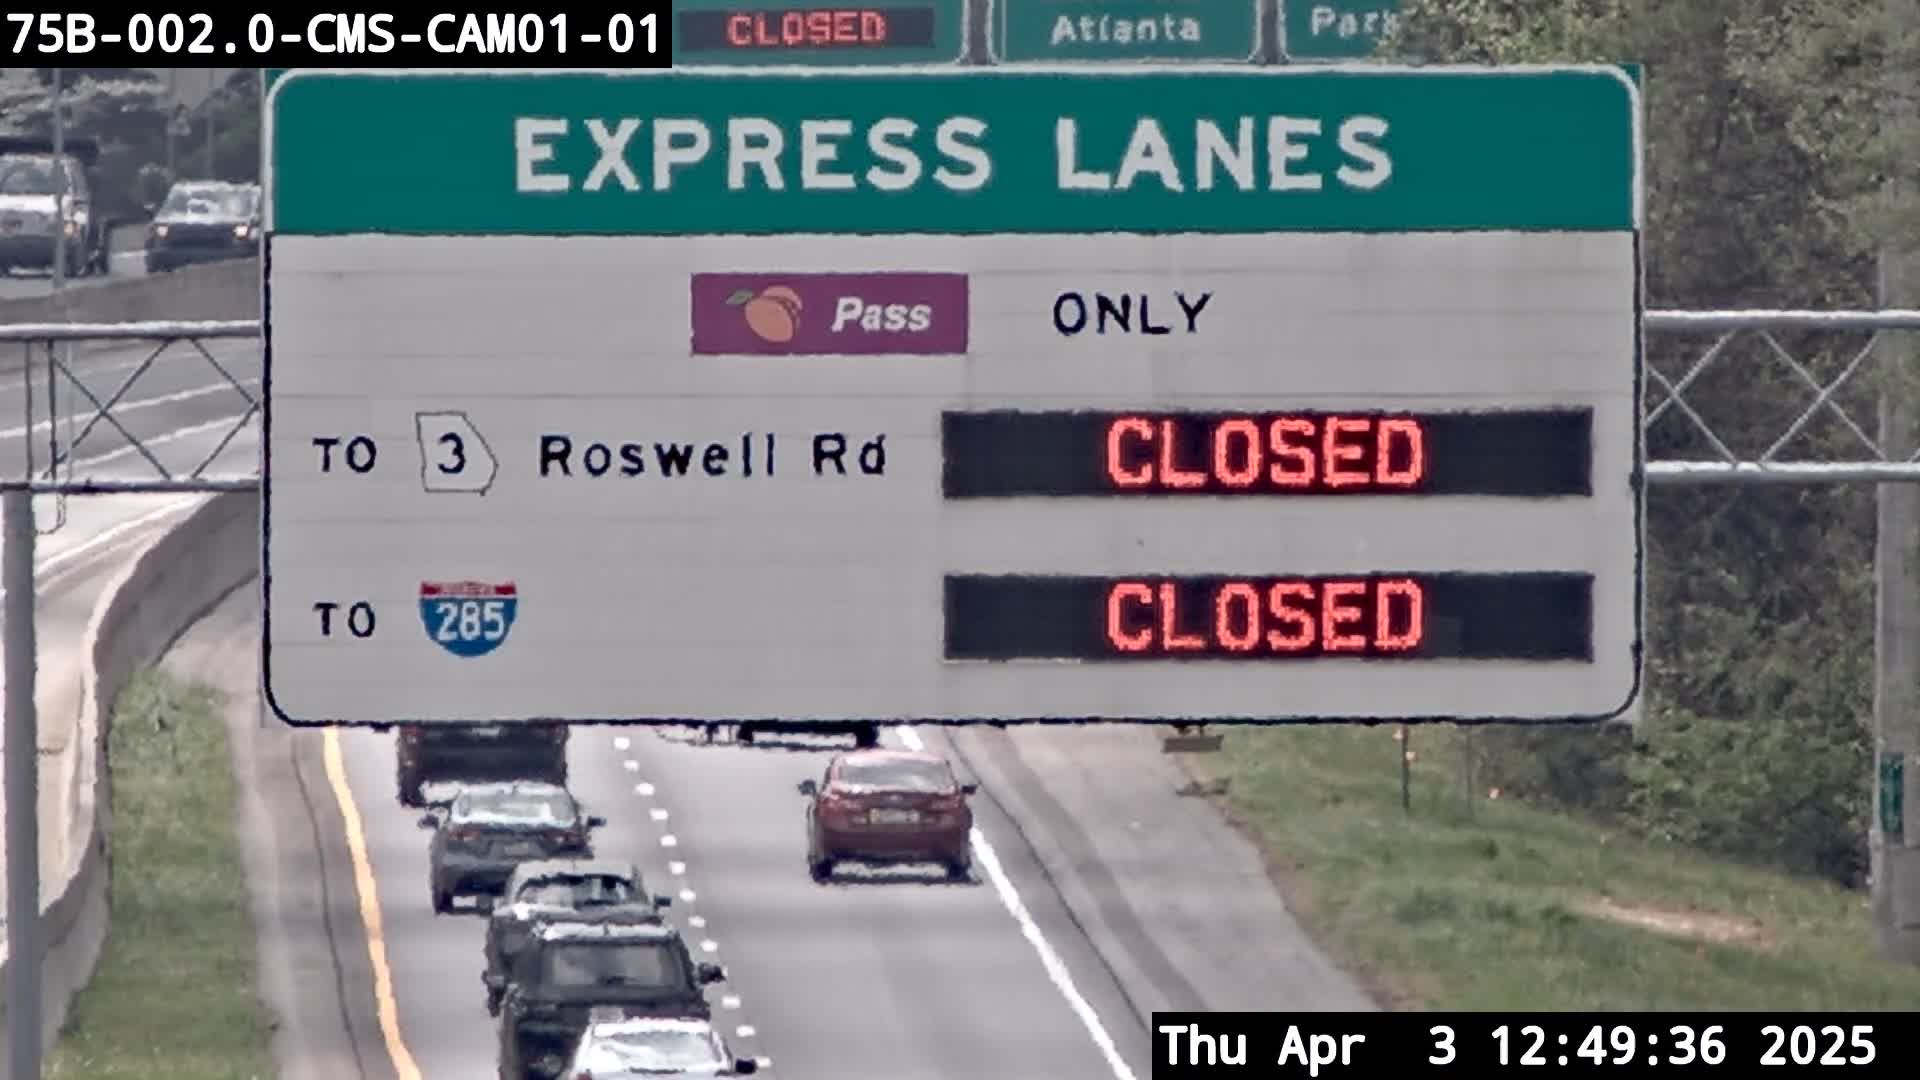 75B-002.0-CMS-CAM01-01
CLOSED
Atlanta
Park
EXPRESS LANES
Pass ONLY
TO 3 Roswell Rd CLOSED
TO 285 CLOSED
Thu Apr 3 12:49:36 2025